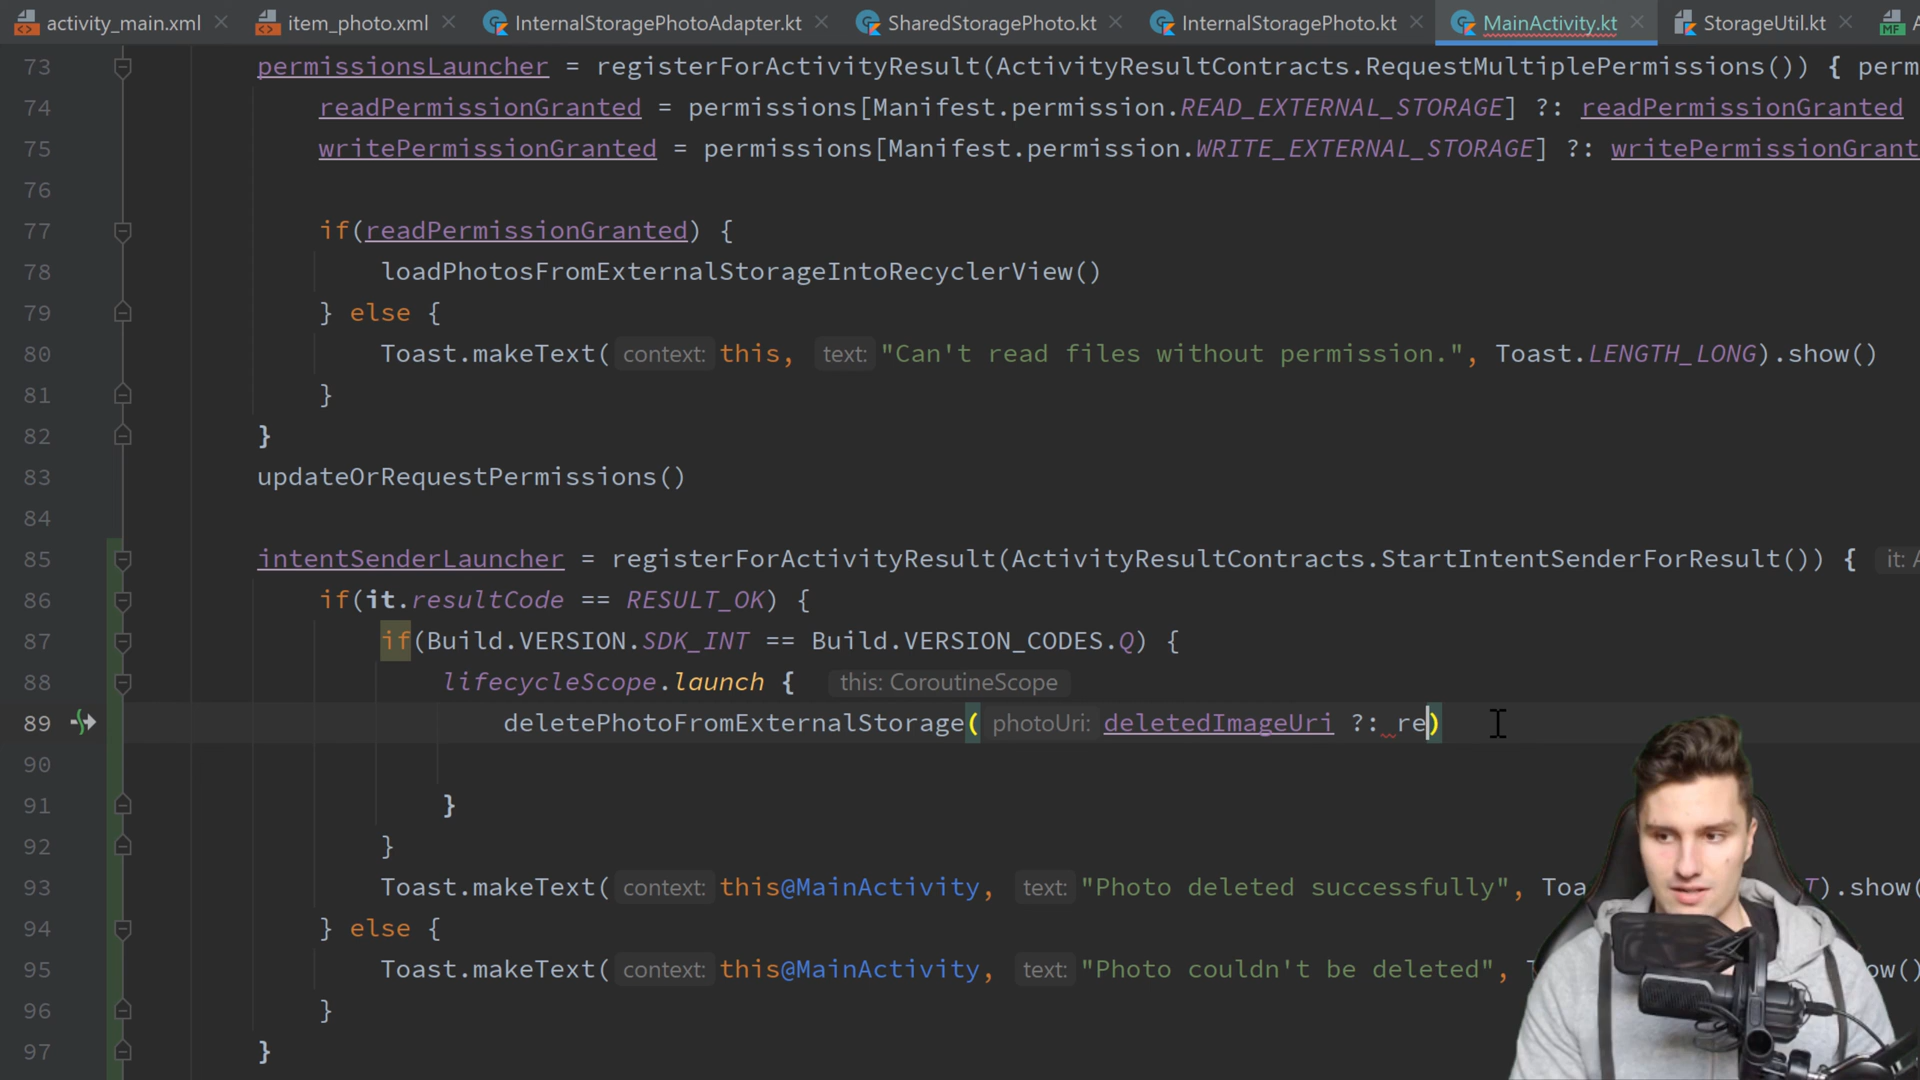 activity_main.xml item_photo.xml InternalStoragePhotoAdapter.kt SharedStoragePhoto.kt InternalStoragePhoto.kt MainActivity.kt StorageUtil.kt
73 permissionsLauncher = registerForActivityResult(ActivityResultContracts.RequestMultiplePermissions()) { perm
74 readPermissionGranted = permissions[Manifest.permission.READ_EXTERNAL_STORAGE] ?: readPermissionGranted
75 writePermissionGranted = permissions[Manifest.permission.WRITE_EXTERNAL_STORAGE] ?: writePermissionGrant
76
77 if(readPermissionGranted) {
78 loadPhotosFromExternalStorageIntoRecyclerView()
79 } else {
80 Toast.makeText( context: this, text: "Can't read files without permission.", Toast.LENGTH_LONG).show()
81 }
82 }
83 updateOrRequestPermissions()
84
85 intentSenderLauncher = registerForActivityResult(ActivityResultContracts.StartIntentSenderForResult()) { it: A
86 if(it.resultCode == RESULT_OK) {
87 if(Build.VERSION.SDK_INT == Build.VERSION_CODES.Q) {
88 lifecycleScope.launch { this: CoroutineScope
89 deletePhotoFromExternalStorage( photoUri: deletedImageUri ?: re)
90
91 }
92 }
93 Toast.makeText( context: this@MainActivity, text: "Photo deleted successfully", Toa T).show(
94 } else {
95 Toast.makeText( context: this@MainActivity, text: "Photo couldn't be deleted", ow()
96 }
97 }